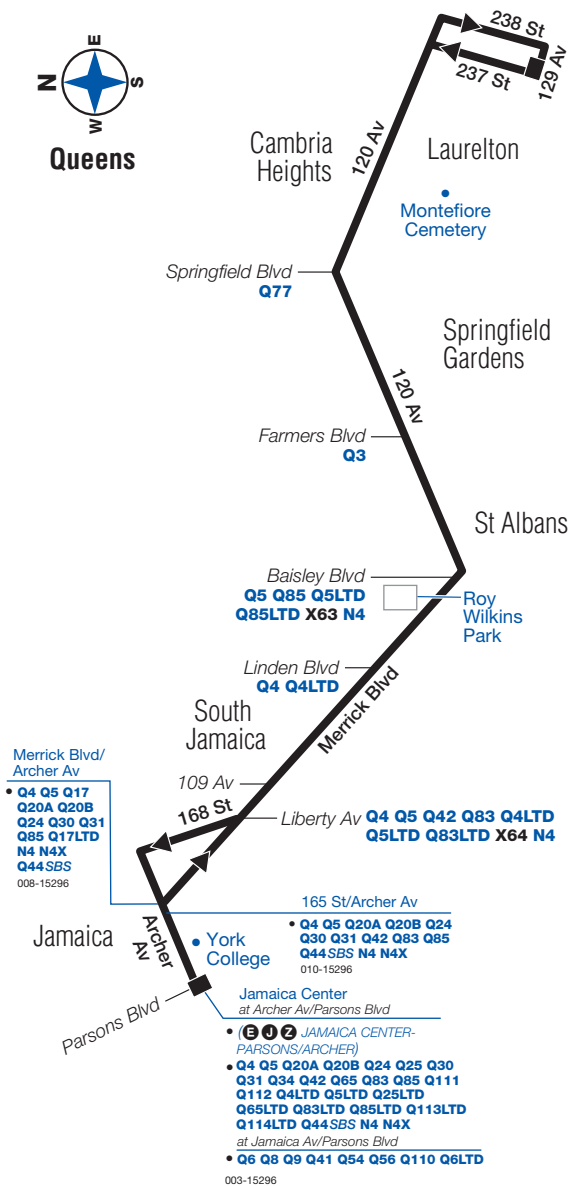 238 St
237 St
129 Av
E
N
S
W
Queens
Cambria
Heights
120 Av
Laurelton
Montefiore
Cemetery
Springfield Blvd
Q77
Springfield
Gardens
120 Av
Farmers Blvd
Q3
St Albans
Baisley Blvd
Q5 Q85 Q5LTD
Q85LTD X63 N4
Roy
Wilkins
Park
Linden Blvd
Q4 Q4LTD
Merrick Blvd
South
Jamaica
109 Av
168 St
Liberty Av Q4 Q5 Q42 Q83 Q4LTD
Q5LTD Q83LTD X64 N4
Merrick Blvd/
Archer Av
• Q4 Q5 Q17
Q20A Q20B
Q24 Q30 Q31
Q85 Q17LTD
N4 N4X
Q44SBS
008-15296
165 St/Archer Av
• Q4 Q5 Q20A Q20B Q24
Q30 Q31 Q42 Q83 Q85
Q44SBS N4 N4X
010-15296
Jamaica
Archer
Av
York
College
Parsons Blvd
Jamaica Center
at Archer Av/Parsons Blvd
• (E J Z JAMAICA CENTER-
PARSONS/ARCHER)
• Q4 Q5 Q20A Q20B Q24 Q25 Q30
Q31 Q34 Q42 Q65 Q83 Q85 Q111
Q112 Q4LTD Q5LTD Q25LTD
Q65LTD Q83LTD Q85LTD Q113LTD
Q114LTD Q44SBS N4 N4X
at Jamaica Av/Parsons Blvd
• Q6 Q8 Q9 Q41 Q54 Q56 Q110 Q6LTD
003-15296